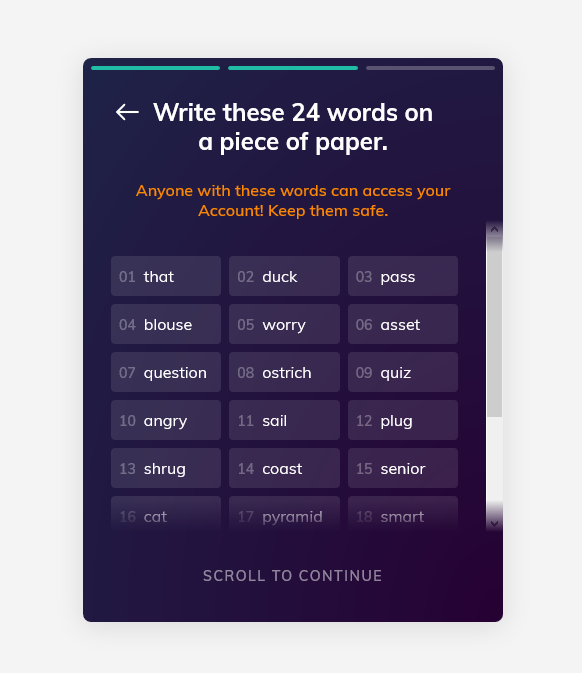 Write these 24 words on
a piece of paper.
Anyone with these words can access your
Account! Keep them safe.
01 that 02 duck 03 pass
04 blouse 05 worry 06 asset
07 question 08 ostrich 09 quiz
10 angry 11 sail 12 plug
13 shrug 14 coast 15 senior
16 cat 17 pyramid 18 smart
SCROLL TO CONTINUE